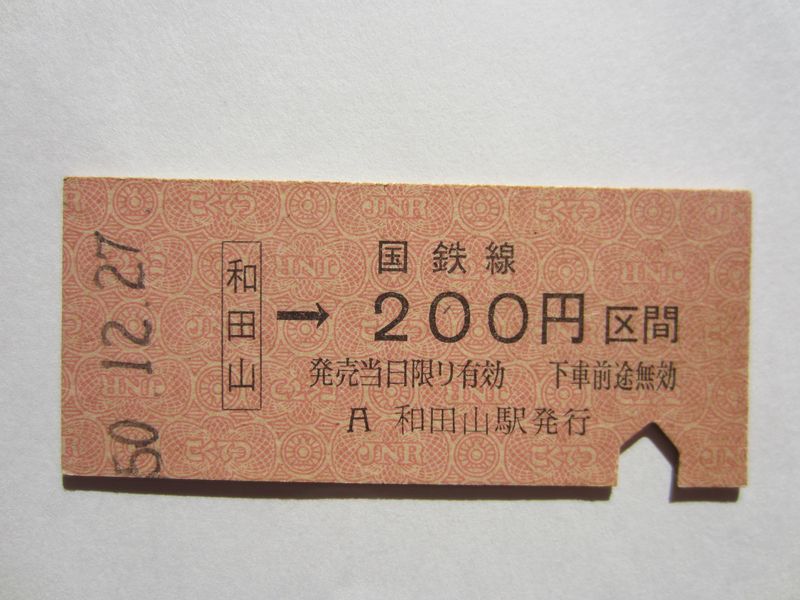 50.12.27
和田山
→
国鉄線
200円区間
発売当日限り有効 下車前途無効
A 和田山駅発行